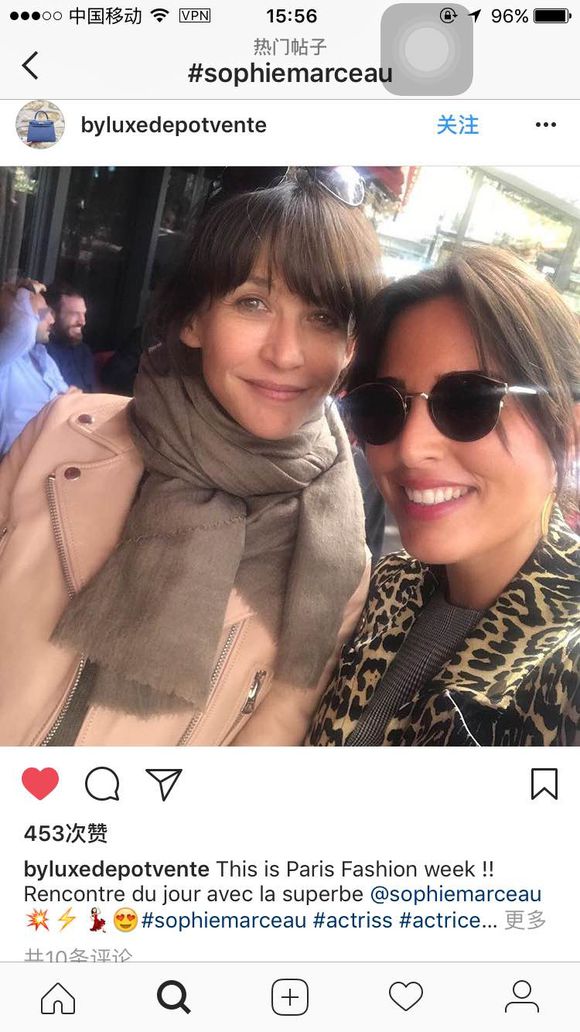 中国移动 VPN 15:56 96%
热门帖子
#sophiemarceau
byluxedepotvente 关注
453次赞
byluxedepotvente This is Paris Fashion week !!
Rencontre du jour avec la superbe @sophiemarceau
💥⚡💃😍#sophiemarceau #actriss #actrice... 更多
共10条评论